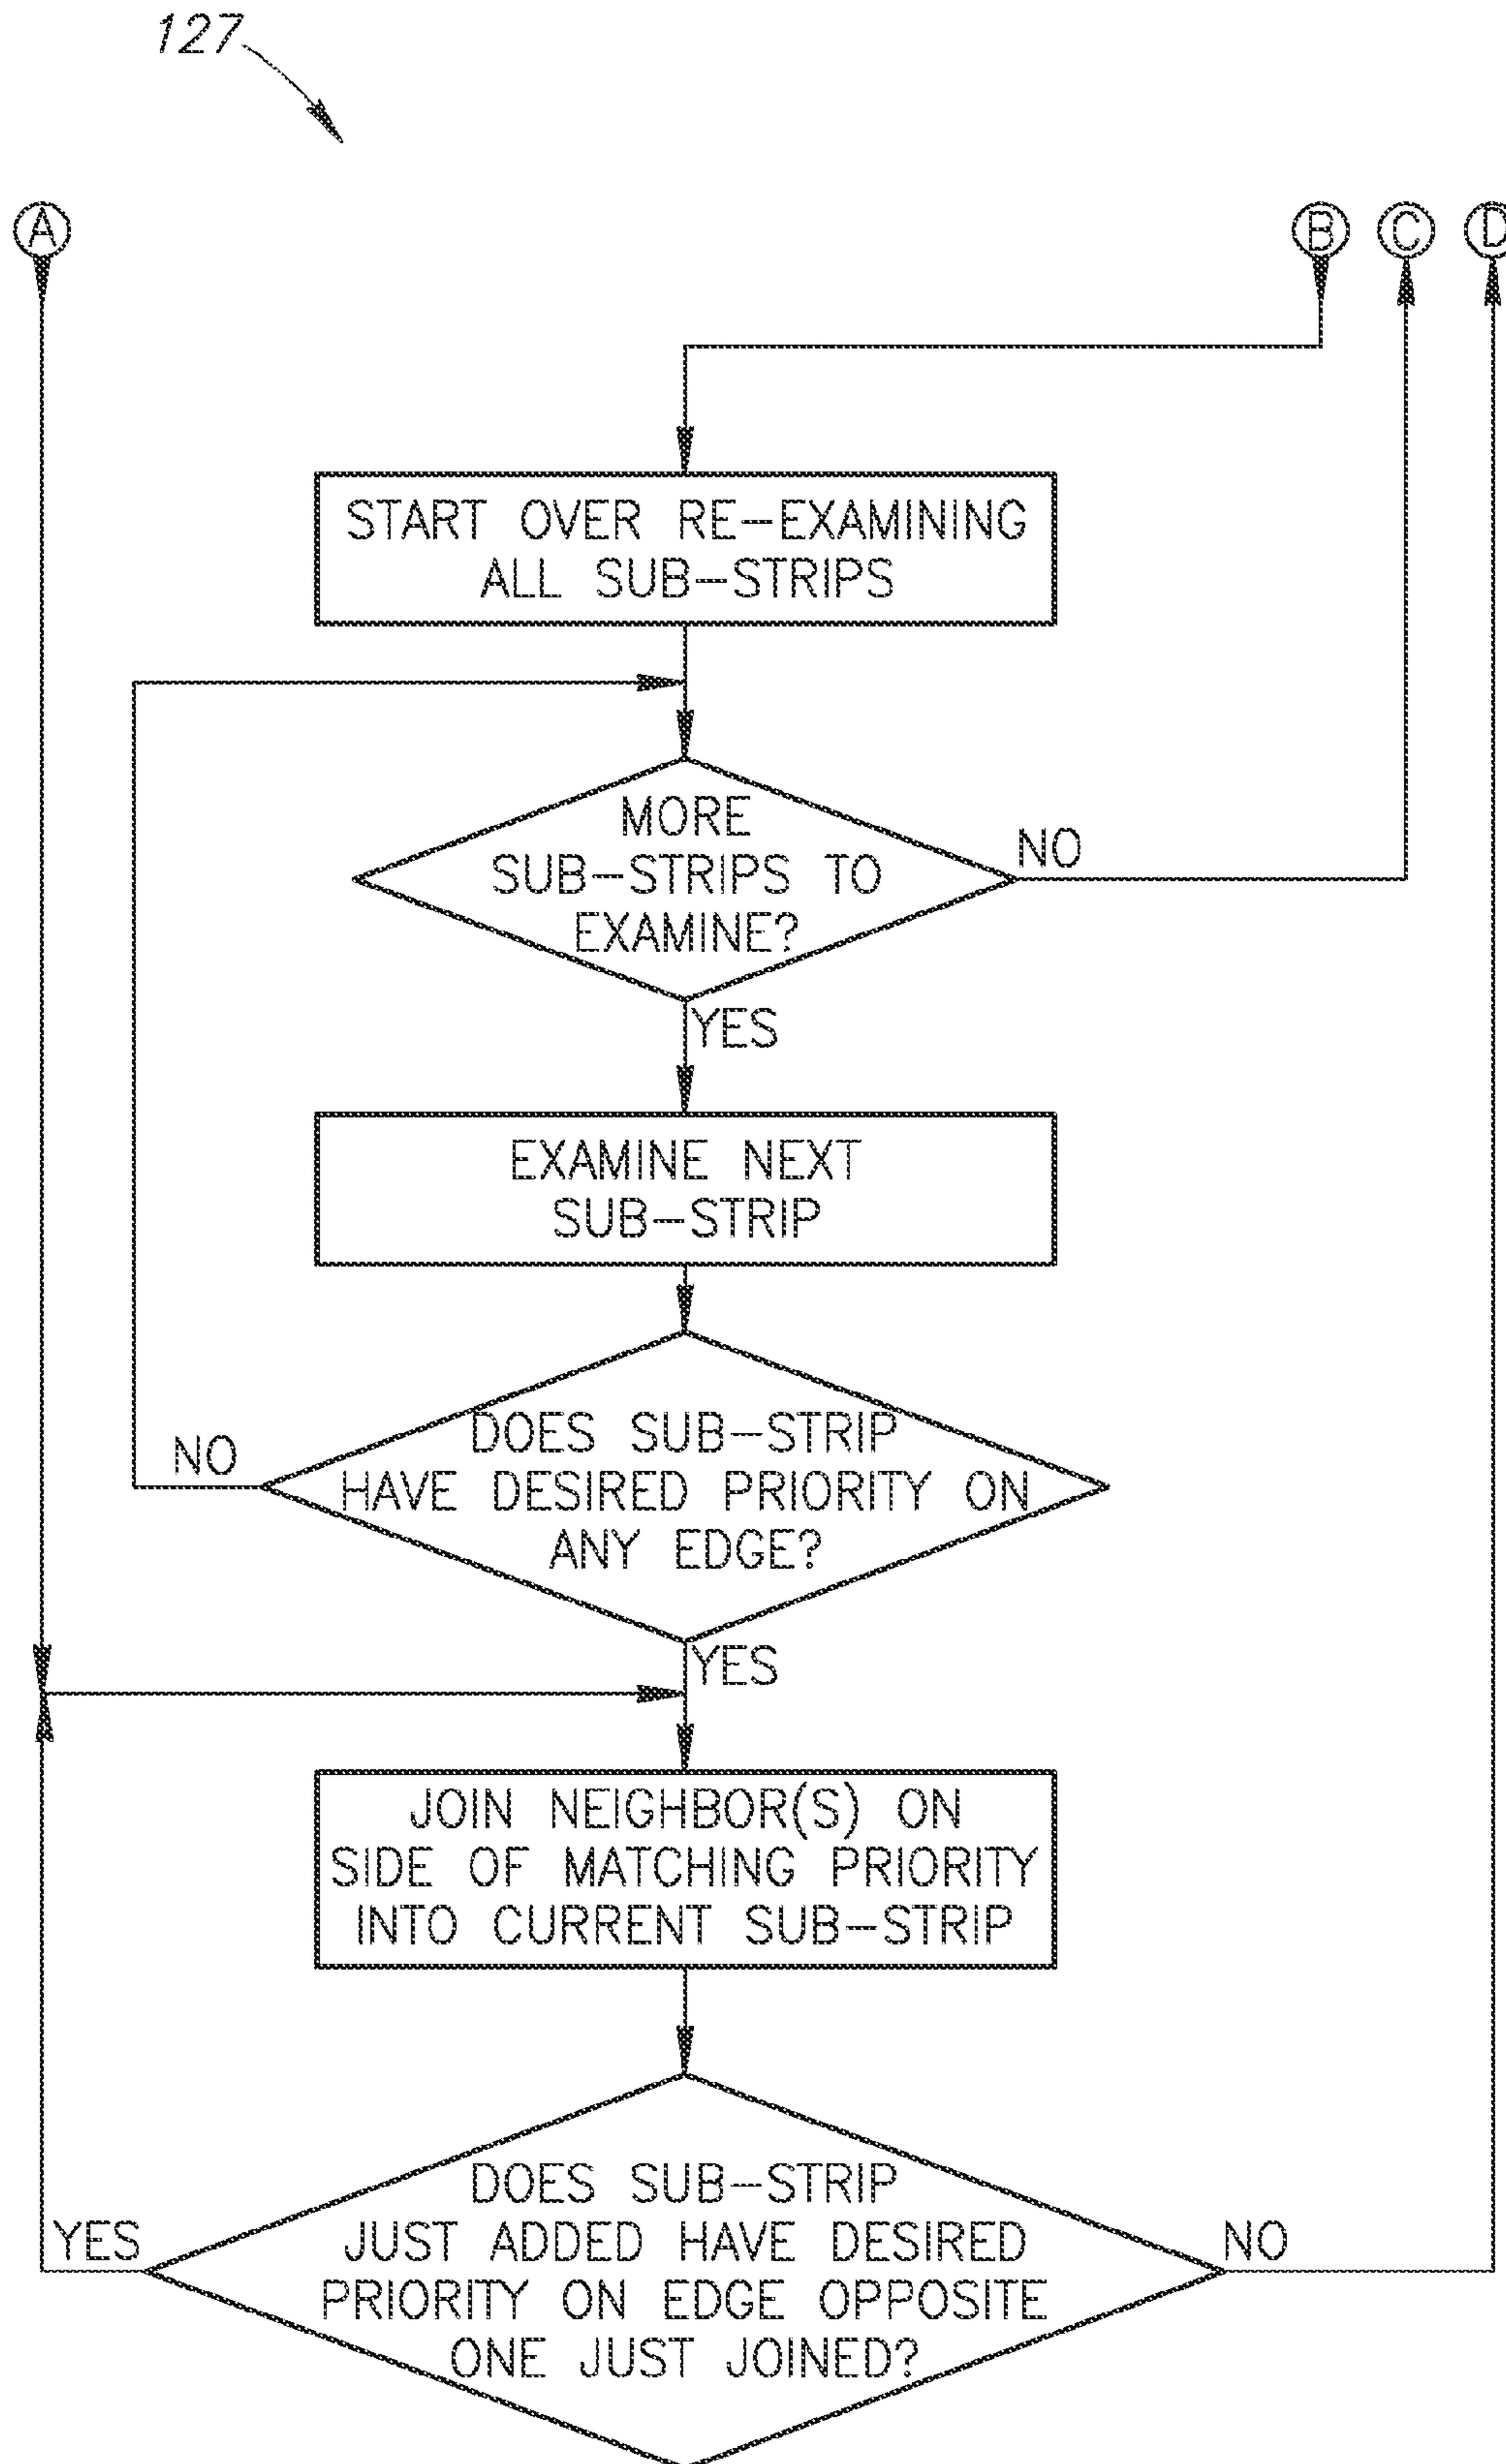 127
A
B
C
D
START OVER RE-EXAMINING
ALL SUB-STRIPS
MORE
SUB-STRIPS TO
EXAMINE?
NO
YES
EXAMINE NEXT
SUB-STRIP
DOES SUB-STRIP
HAVE DESIRED PRIORITY ON
ANY EDGE?
NO
YES
JOIN NEIGHBOR(S) ON
SIDE OF MATCHING PRIORITY
INTO CURRENT SUB-STRIP
DOES SUB-STRIP
JUST ADDED HAVE DESIRED
PRIORITY ON EDGE OPPOSITE
ONE JUST JOINED?
YES
NO